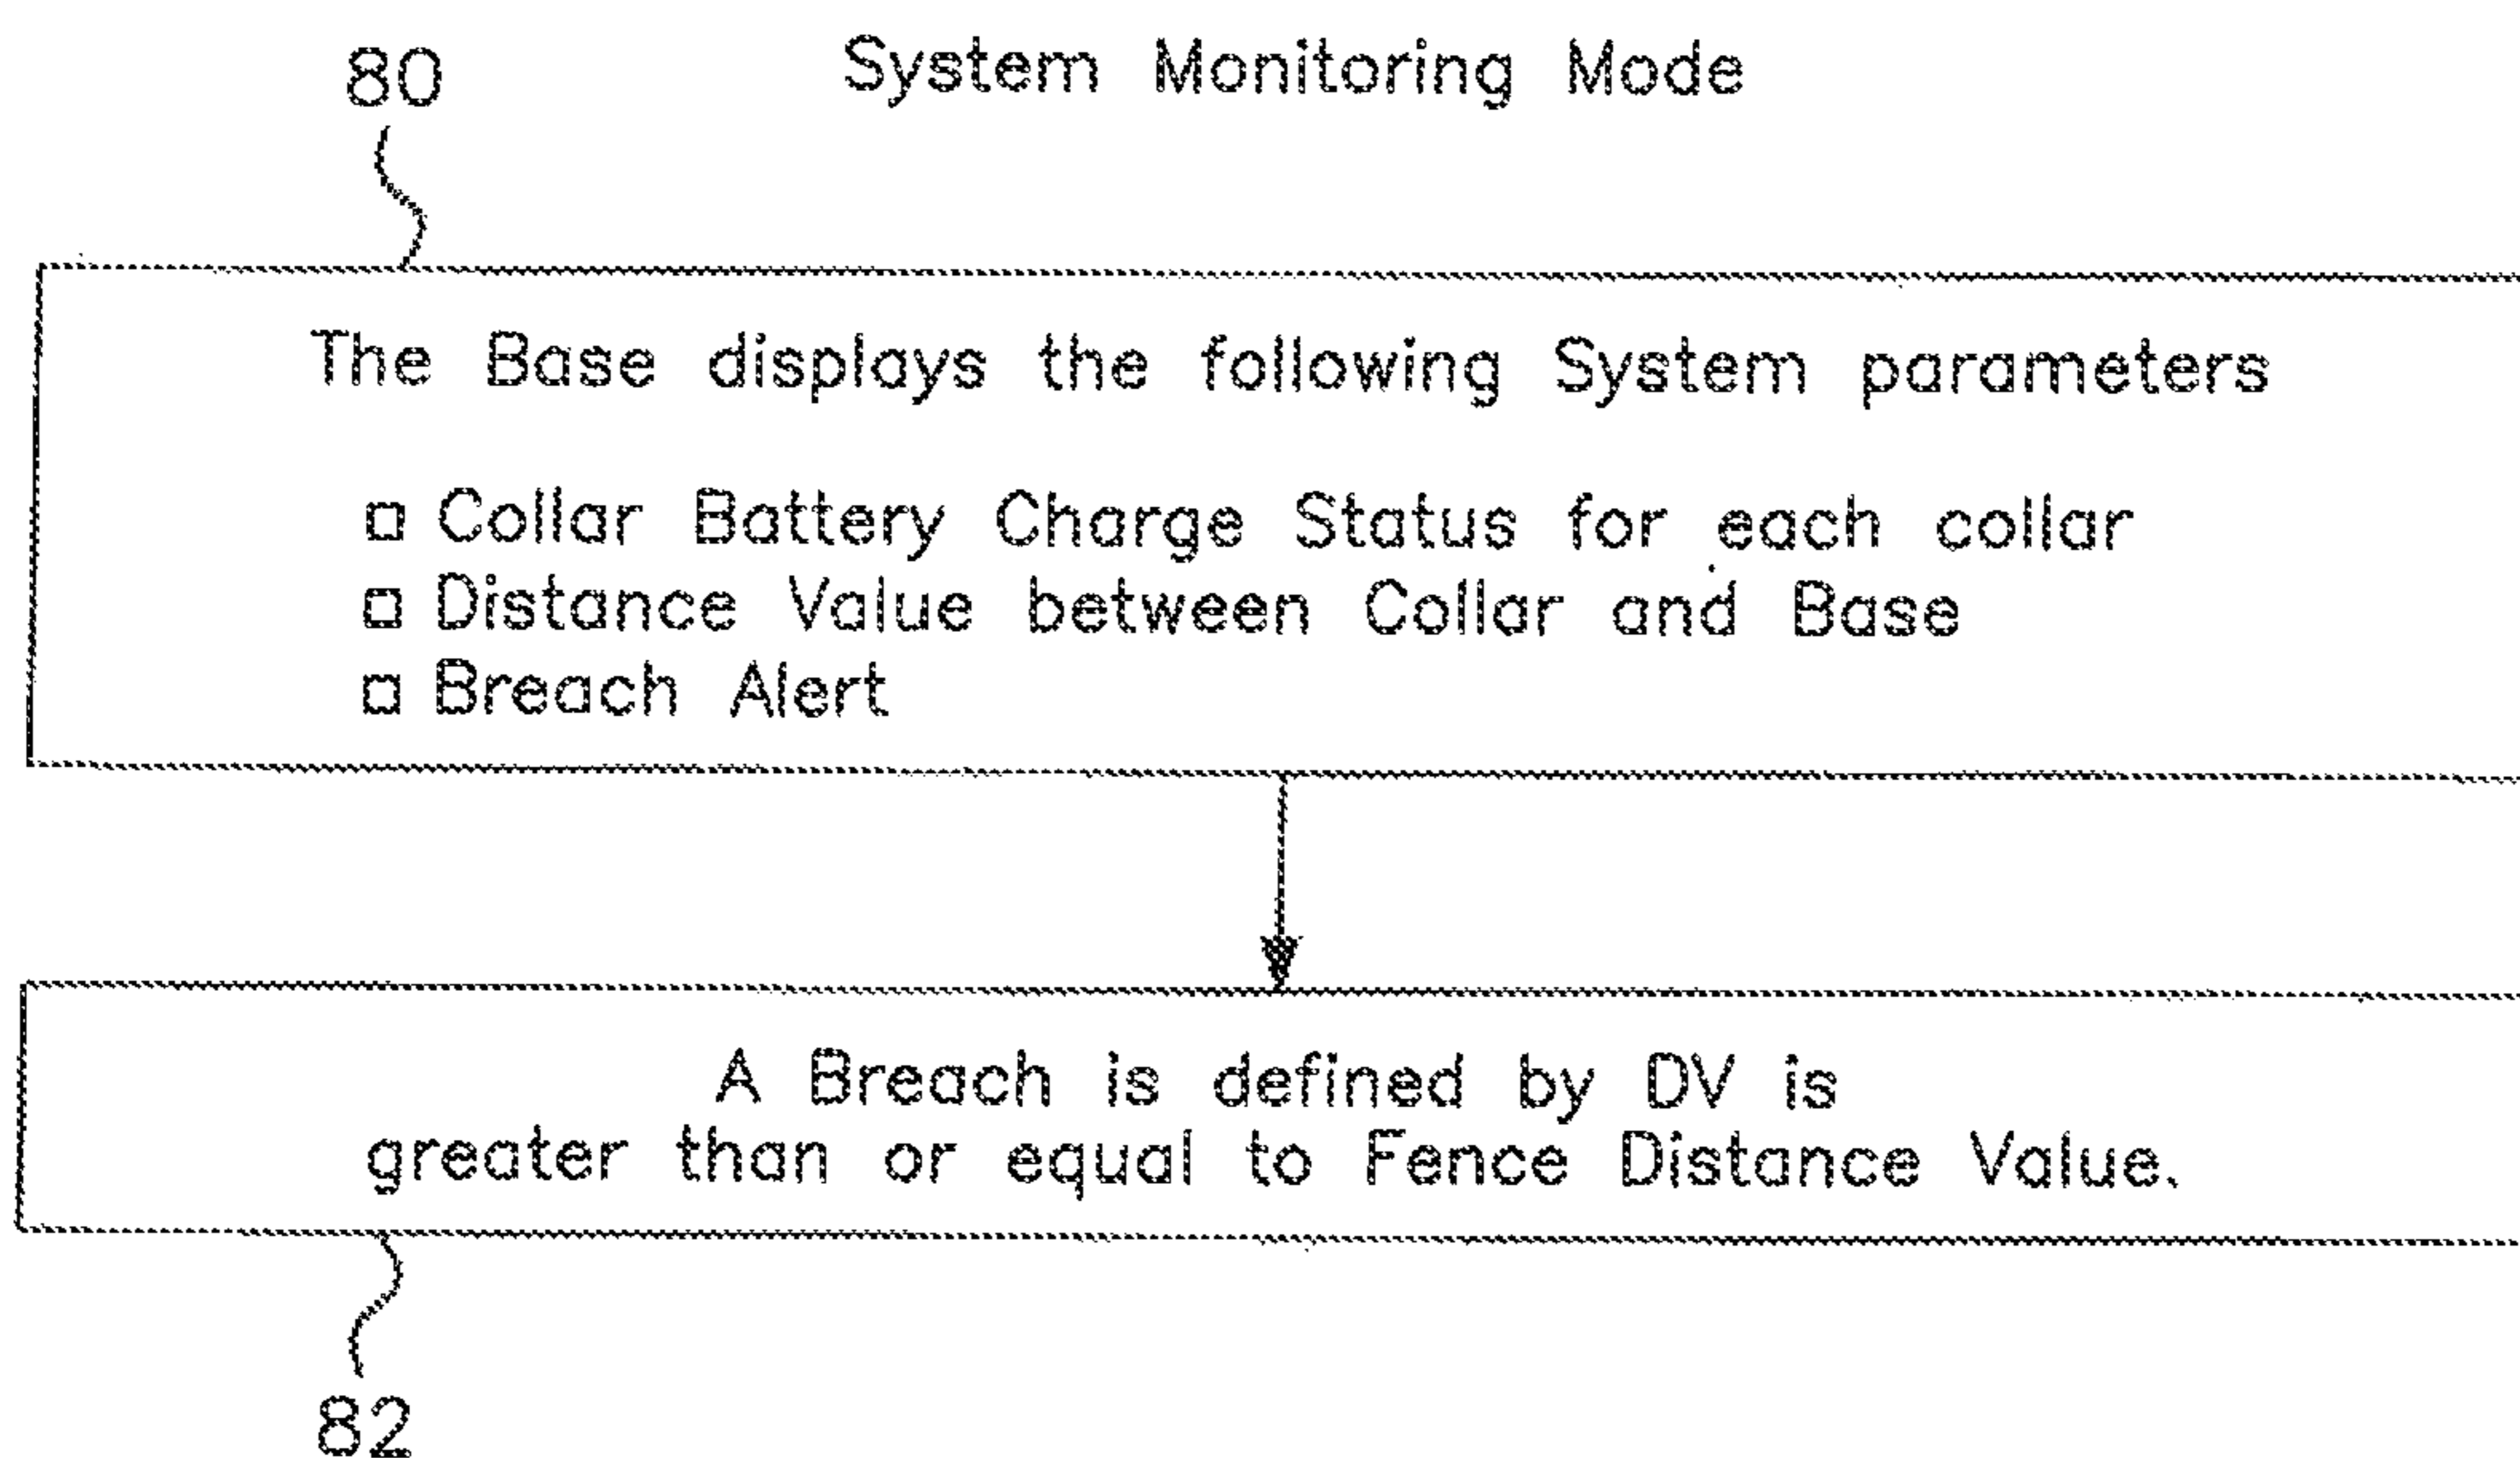 80
System Monitoring Mode
The Base displays the following System parameters
Collar Battery Charge Status for each collar
Distance Value between Collar and Base
Breach Alert
A Breach is defined by DV is
greater than or equal to Fence Distance Value.
82